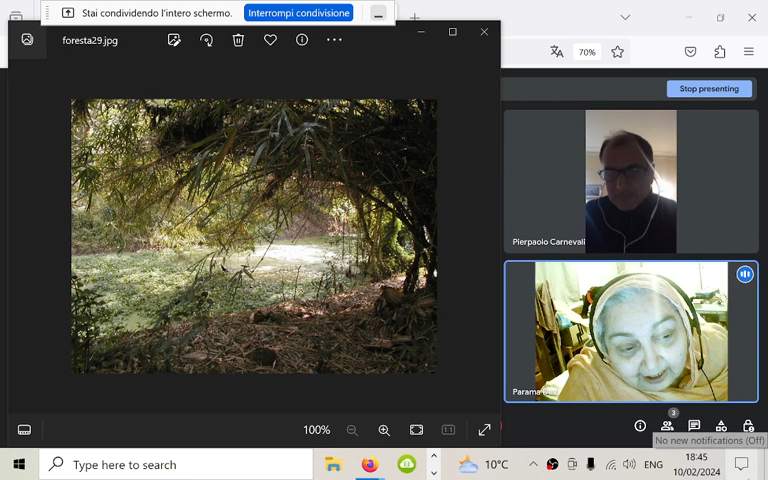 Stai condividendo l'intero schermo.
Interrompi condivisione
foresta29.jpg
70%
Stop presenting
Pierpaolo Carnevali
Parama
3
No new notifications (Off)
100%
Type here to search
10°C
ENG
18:45
10/02/2024